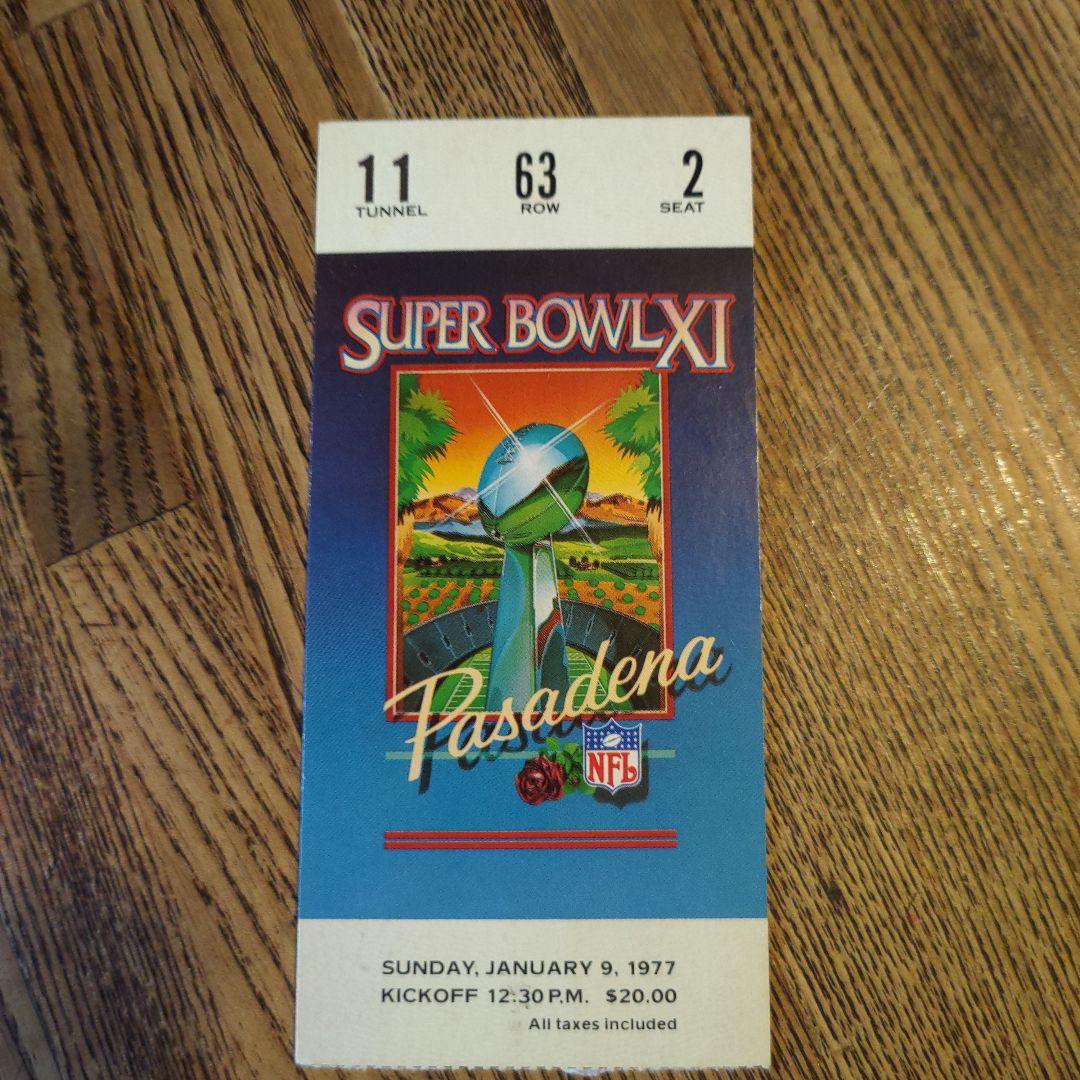 11 63 2
TUNNEL ROW SEAT
SUPER BOWL XI
Pasadena
NFL
SUNDAY, JANUARY 9, 1977
KICKOFF 12:30 P.M. $20.00
All taxes included